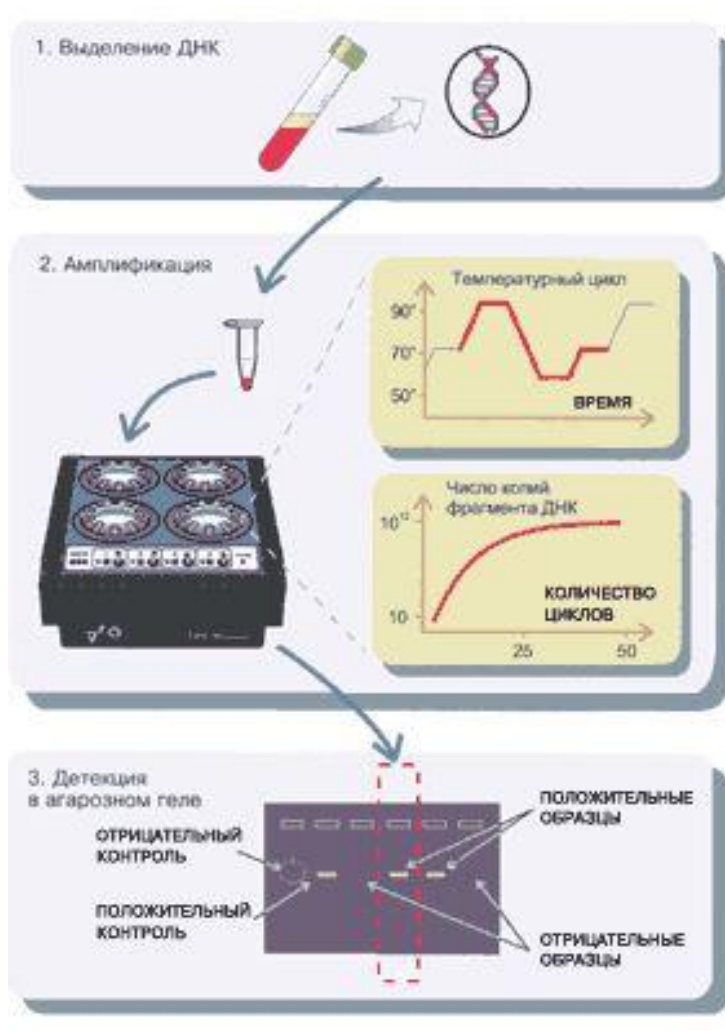 1. Выделение ДНК
2. Амплификация
Температурный цикл
90°
70°
50°
ВРЕМЯ
Число копий
фрагмента ДНК
10¹²
10
КОЛИЧЕСТВО
ЦИКЛОВ
25
50
3. Детекция
в агарозном геле
ОТРИЦАТЕЛЬНЫЙ
КОНТРОЛЬ
ПОЛОЖИТЕЛЬНЫЙ
КОНТРОЛЬ
ПОЛОЖИТЕЛЬНЫЕ
ОБРАЗЦЫ
ОТРИЦАТЕЛЬНЫЕ
ОБРАЗЦЫ